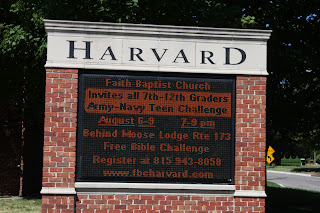 HARVARD
Faith Baptist Church
Invites all 7th-12th Graders
Army-Navy Teen Challenge
August 6-9 7-9 pm
Behind Moose Lodge Rte 173
Free Bible Challenge
Register at 815 943-8058
www.fbcharvard.com